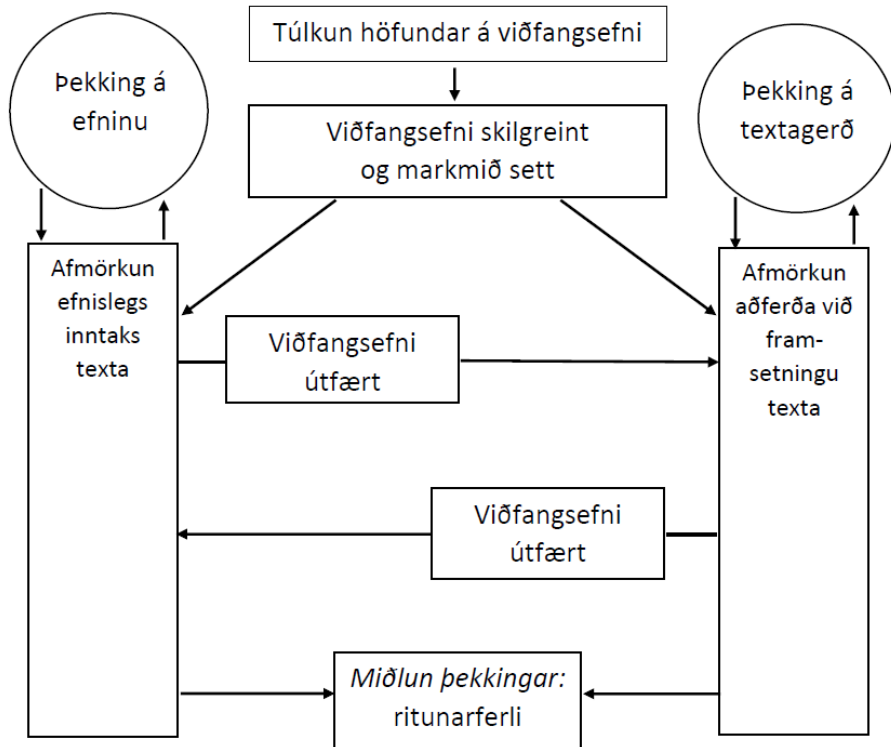 Túlkun höfundar á viðfangsefni
Þekking á
efninu
Viðfangsefni skilgreint
og markmið sett
Þekking á
textagerð
Afmörkun
efnislegs
inntaks
texta
Viðfangsefni
útfært
Afmörkun
aðferða við
fram-
setningu
texta
Viðfangsefni
útfært
Miðlun þekkingar:
ritunarferli